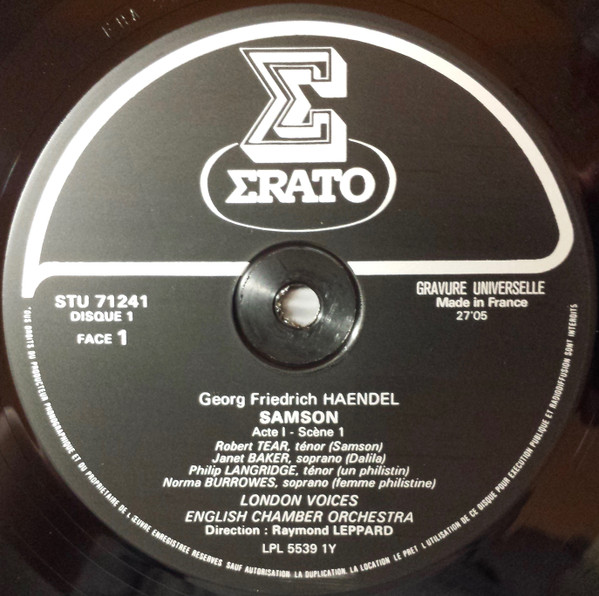 ERA
Σ
ΣRATO
STU 71241
DISQUE 1
FACE 1
GRAVURE UNIVERSELLE
Made in France
27'05
Georg Friedrich HAENDEL
SAMSON
Acte I - Scène 1
Robert TEAR, ténor (Samson)
Janet BAKER, soprano (Dalila)
Philip LANGRIDGE, ténor (un philistin)
Norma BURROWES, soprano (femme philistine)
LONDON VOICES
ENGLISH CHAMBER ORCHESTRA
Direction : Raymond LEPPARD
LPL 5539 1Y
TOUS DROITS DU PRODUCTEUR PHONOGRAPHIQUE ET DU PROPRIETAIRE DE L'ŒUVRE ENREGISTREE RESERVES SAUF AUTORISATION LA DUPLICATION, LA LOCATION LE PRET L'UTILISATION DE CE DISQUE POUR EXECUTION PUBLIQUE ET RADIODIFFUSION SONT INTERDITS